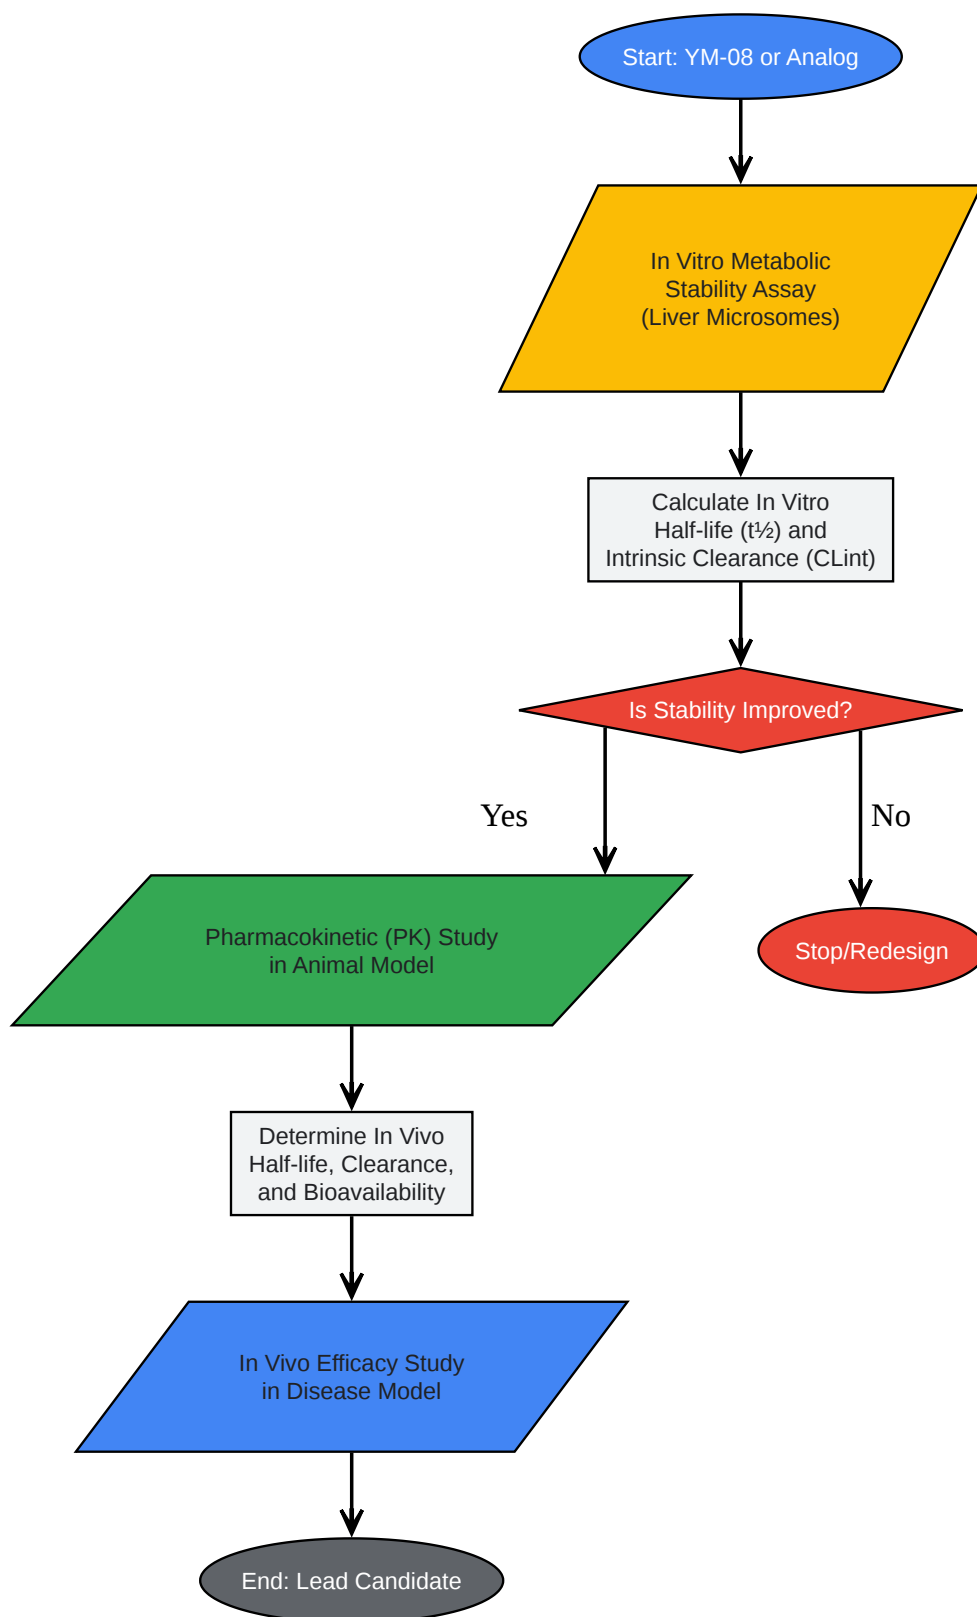 Start: YM-08 or Analog
In Vitro Metabolic
Stability Assay
(Liver Microsomes)
Calculate In Vitro
Half-life (t½) and
Intrinsic Clearance (CLint)
Is Stability Improved?
Yes
No
Pharmacokinetic (PK) Study
in Animal Model
Stop/Redesign
Determine In Vivo
Half-life, Clearance,
and Bioavailability
In Vivo Efficacy Study
in Disease Model
End: Lead Candidate